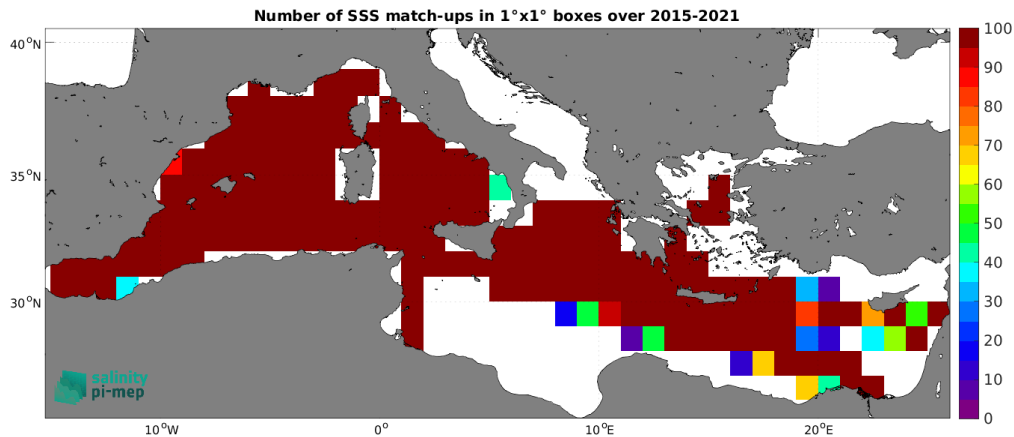 Number of SSS match-ups in 1°x1° boxes over 2015-2021
40°N
35°N
30°N
10°W
0°
10°E
20°E
100
90
80
70
60
50
40
30
20
10
0
salinity
pi-mep